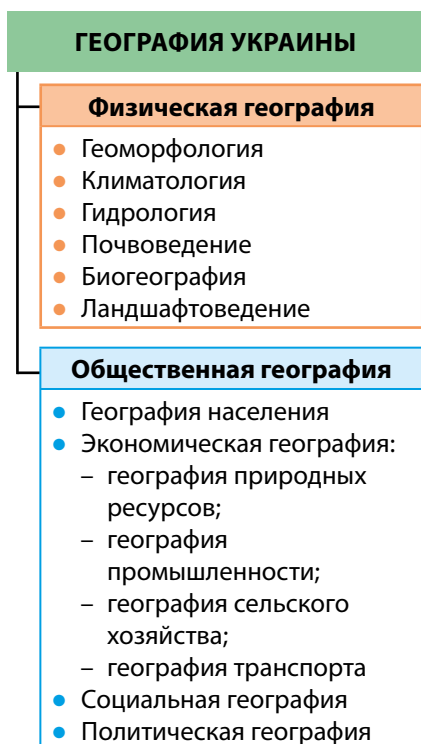 ГЕОГРАФИЯ УКРАИНЫ
Физическая география
● Геоморфология
● Климатология
● Гидрология
● Почвоведение
● Биогеография
● Ландшафтоведение
Общественная география
● География населения
● Экономическая география:
– география природных
ресурсов;
– география
промышленности;
– география сельского
хозяйства;
– география транспорта
● Социальная география
● Политическая география